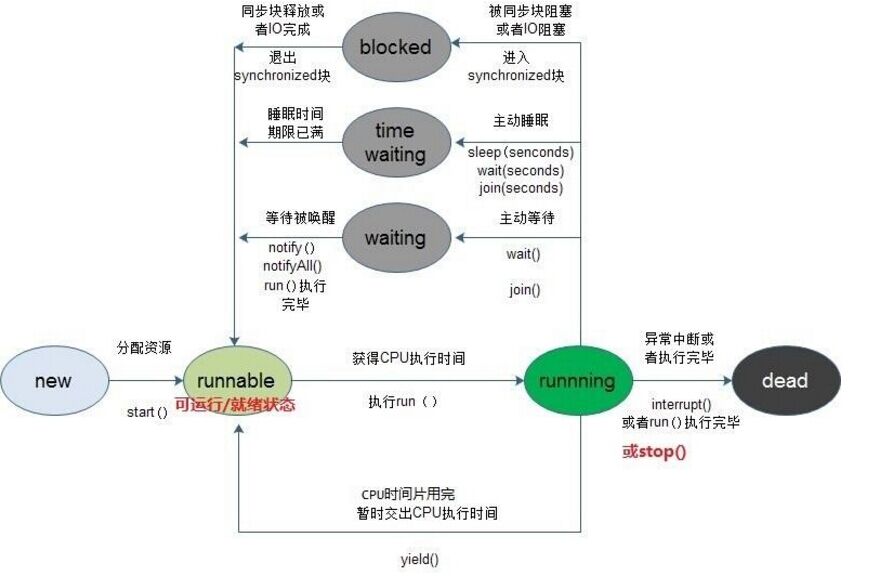 同步块释放或
者IO完成
blocked
被同步块阻塞
或者IO阻塞
退出
synchronized块
进入
synchronized块
睡眠时间
期限已满
time
waiting
主动睡眠
sleep(senconds)
wait(seconds)
join(seconds)
等待被唤醒
waiting
主动等待
notify()
notifyAll()
run()执行
完毕
wait()
join()
new
分配资源
start()
runnable
可运行/就绪状态
获得CPU执行时间
执行run ()
runnning
异常中断或
者执行完毕
interrupt()
或者run()执行完毕
或stop()
dead
CPU时间片用完
暂时交出CPU执行时间
yield()